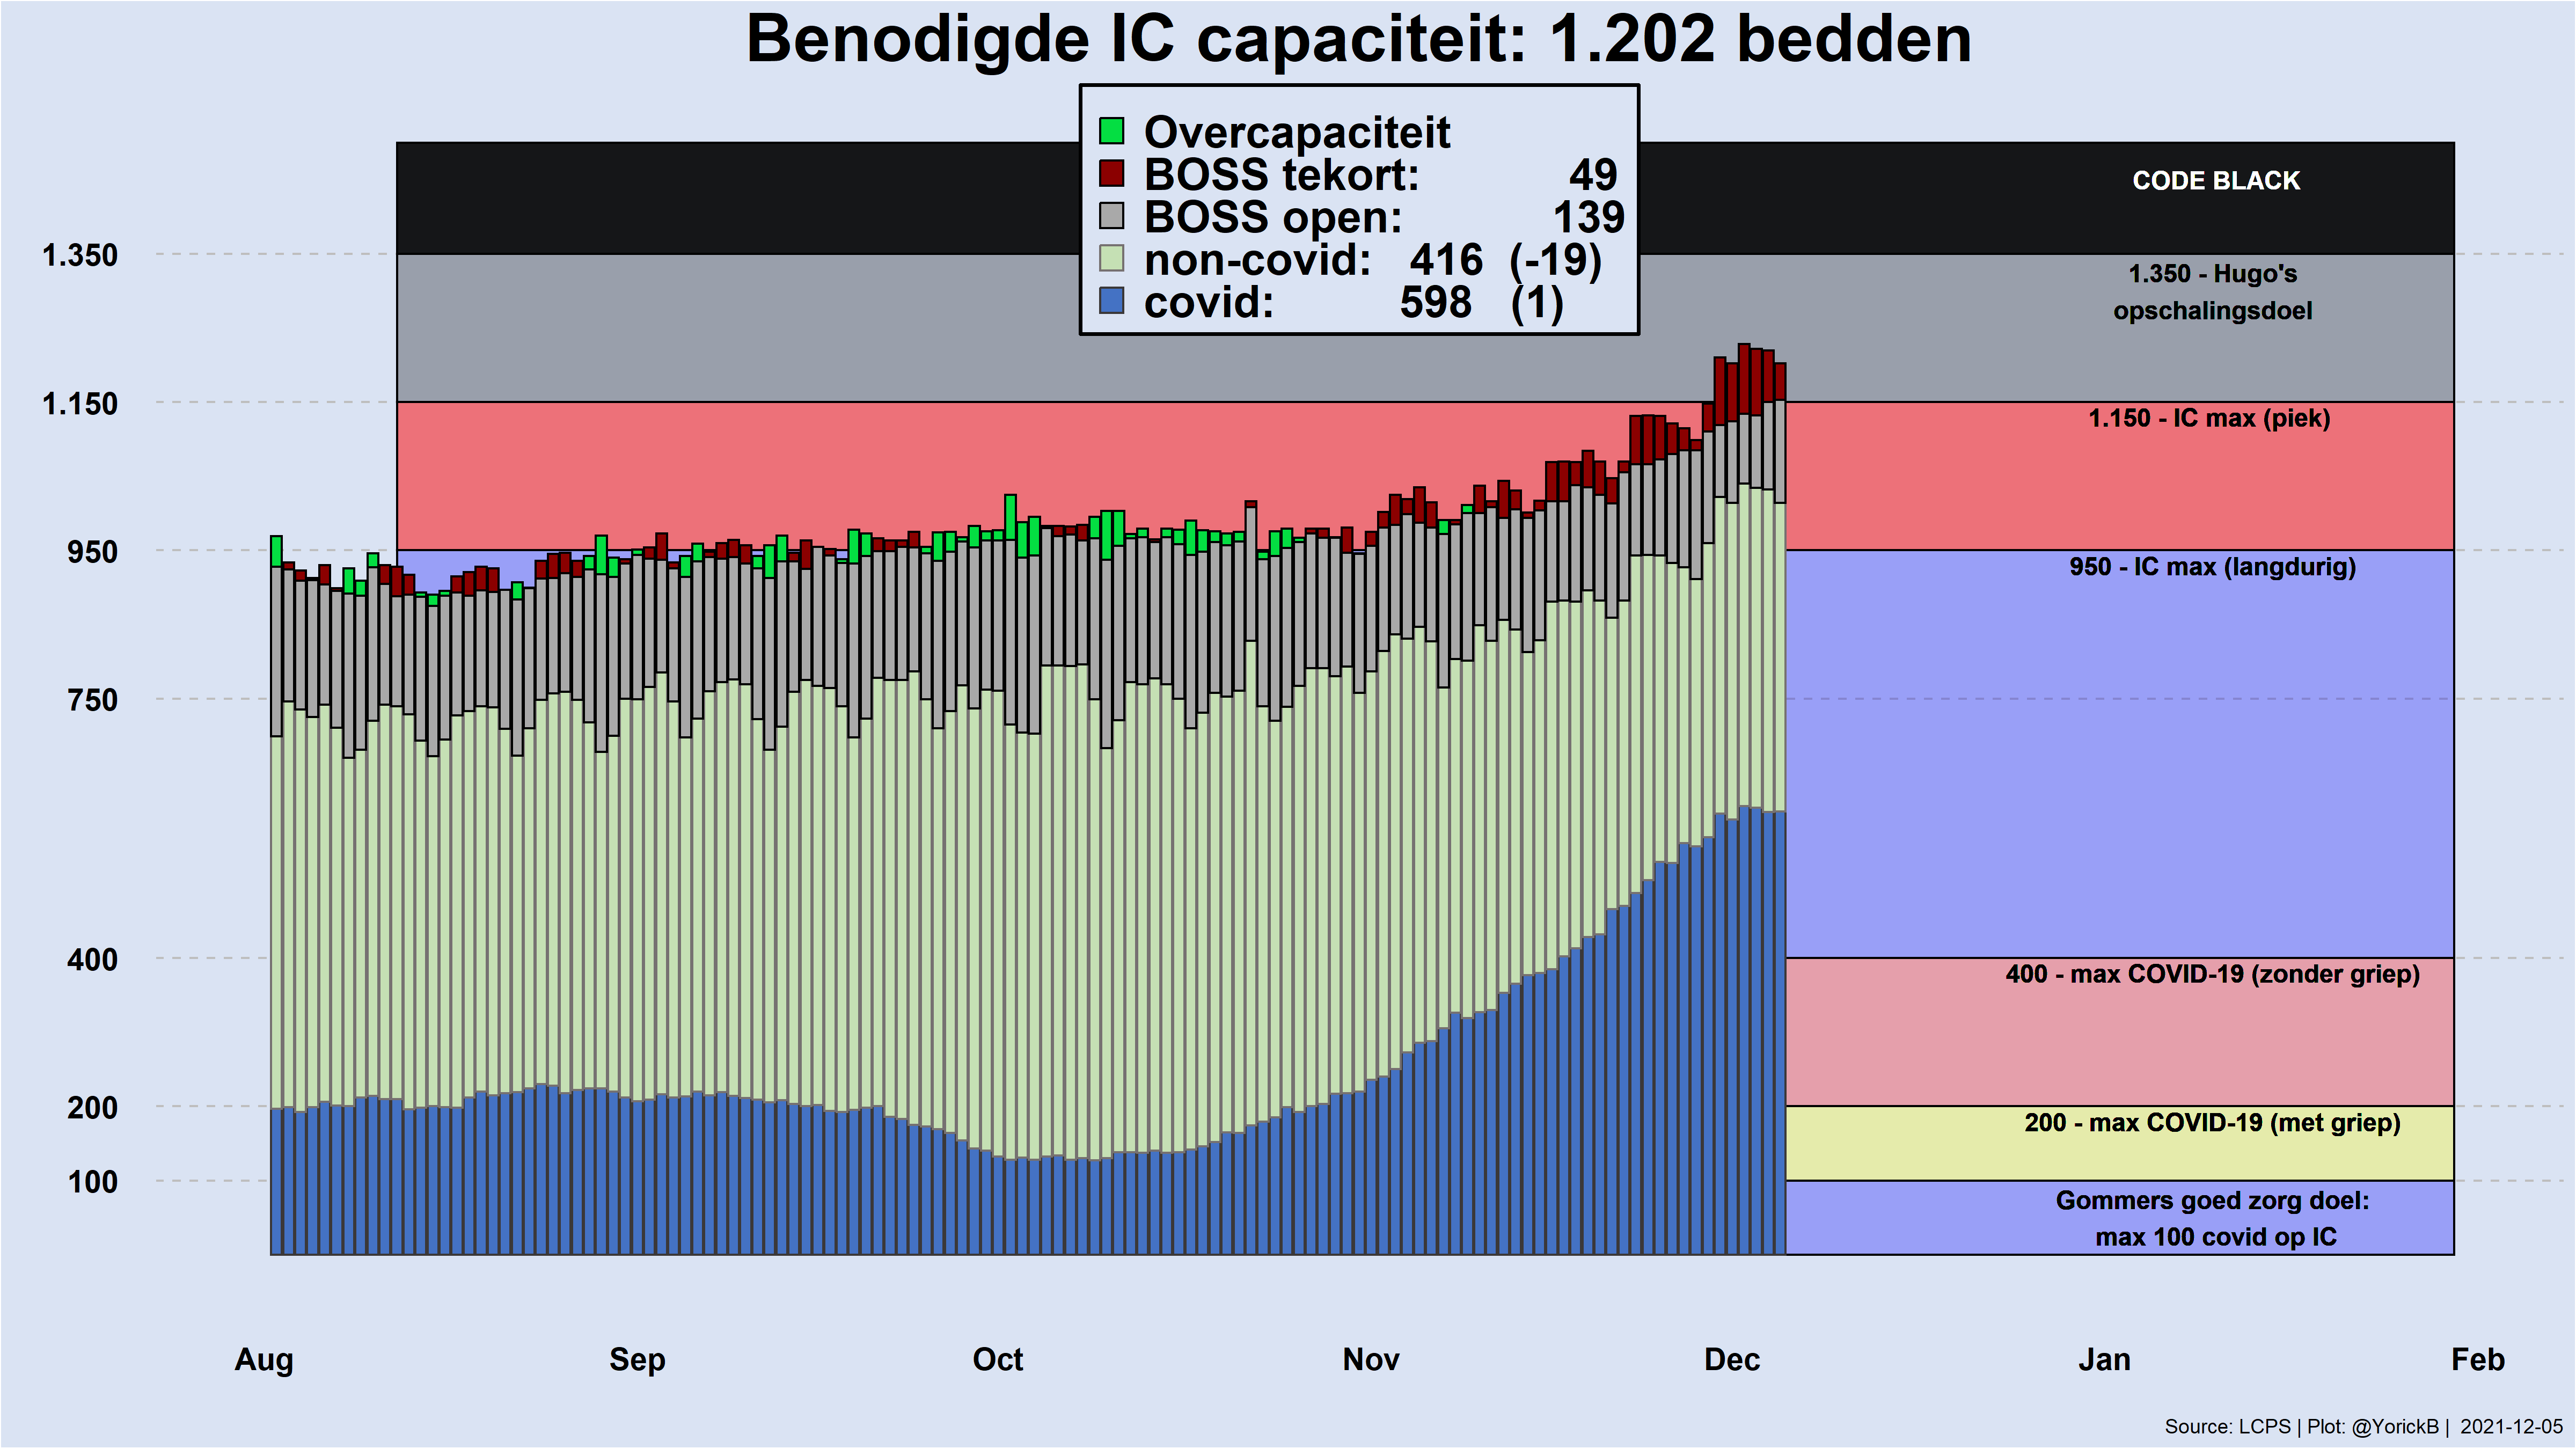 Benodigde IC capaciteit: 1.202 bedden
Overcapaciteit
BOSS tekort: 49
BOSS open: 139
non-covid: 416 (-19)
covid: 598 (1)
CODE BLACK
1.350
1.350 - Hugo's
opschalingsdoel
1.150
1.150 - IC max (piek)
950
950 - IC max (langdurig)
750
400
400 - max COVID-19 (zonder griep)
200
200 - max COVID-19 (met griep)
100
Gommers goed zorg doel:
max 100 covid op IC
Aug Sep Oct Nov Dec Jan Feb
Source: LCPS | Plot: @YorickB | 2021-12-05